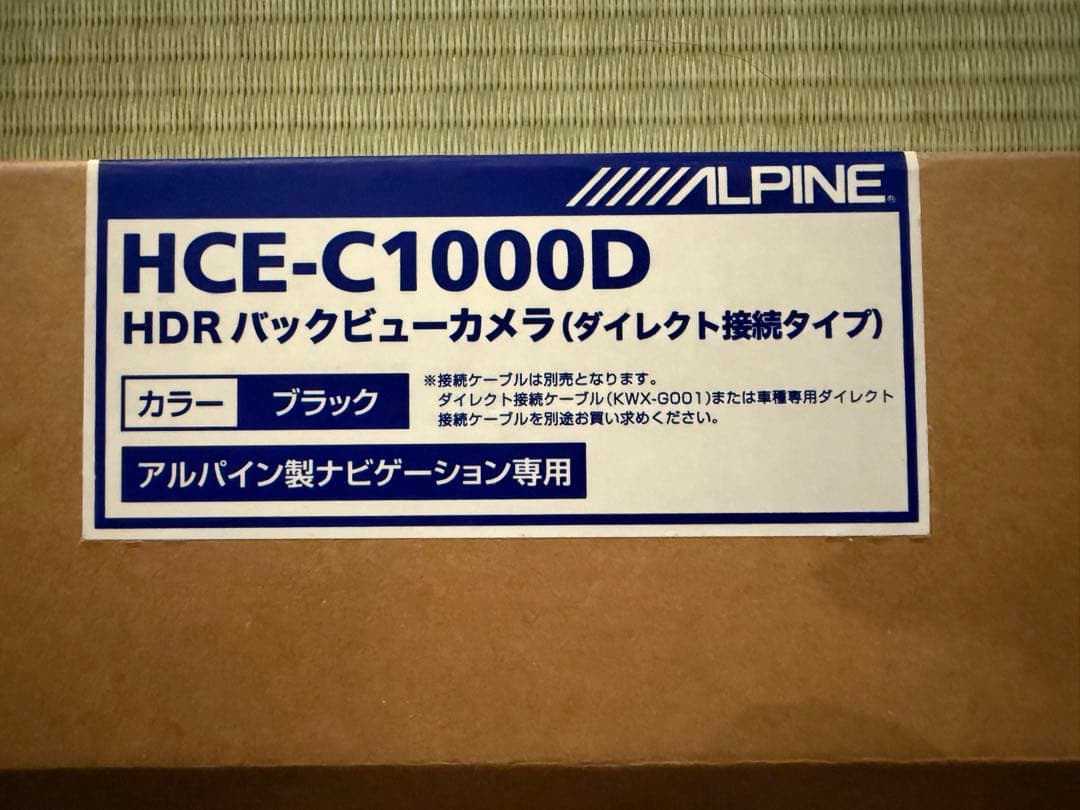 ALPINE®
HCE-C1000D
HDR バックビューカメラ(ダイレクト接続タイプ)
カラー ブラック
※接続ケーブルは別売となります。
ダイレクト接続ケーブル(KWX-G001)または車種専用ダイレクト
接続ケーブルを別途お買い求めください。
アルパイン製ナビゲーション専用